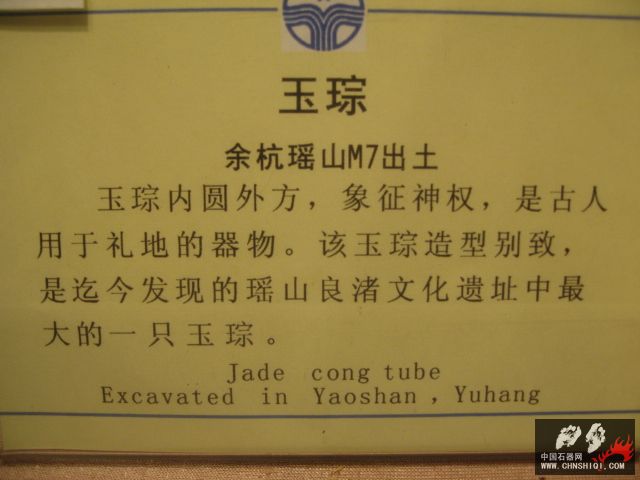 玉琮
余杭瑶山M7出土
玉琮内圆外方，象征神权，是古人
用于礼地的器物。该玉琮造型别致，
是迄今发现的瑶山良渚文化遗址中最
大的一只玉琮。
Jade cong tube
Excavated in Yaoshan , Yuhang
中国石器网
WWW.CHNSHIQI.COM